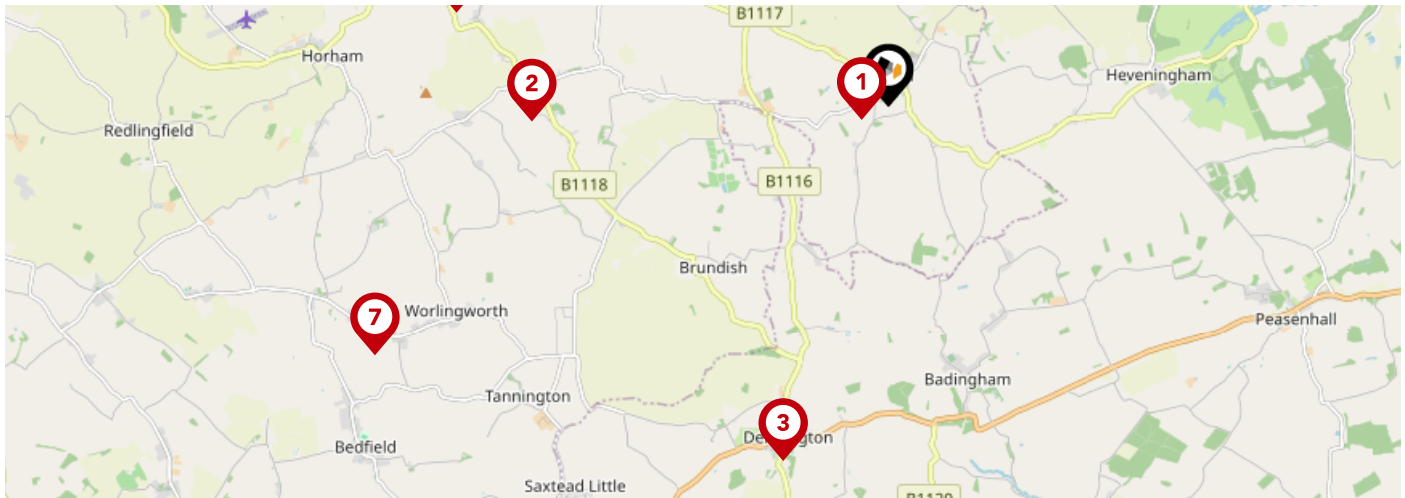 B1117
Horham
2
1
Heveningham
Redlingfield
B1118
B1116
Brundish
7
Worlingworth
Peasenhall
Badingham
Tannington
3
Bedfield
Saxtead Little